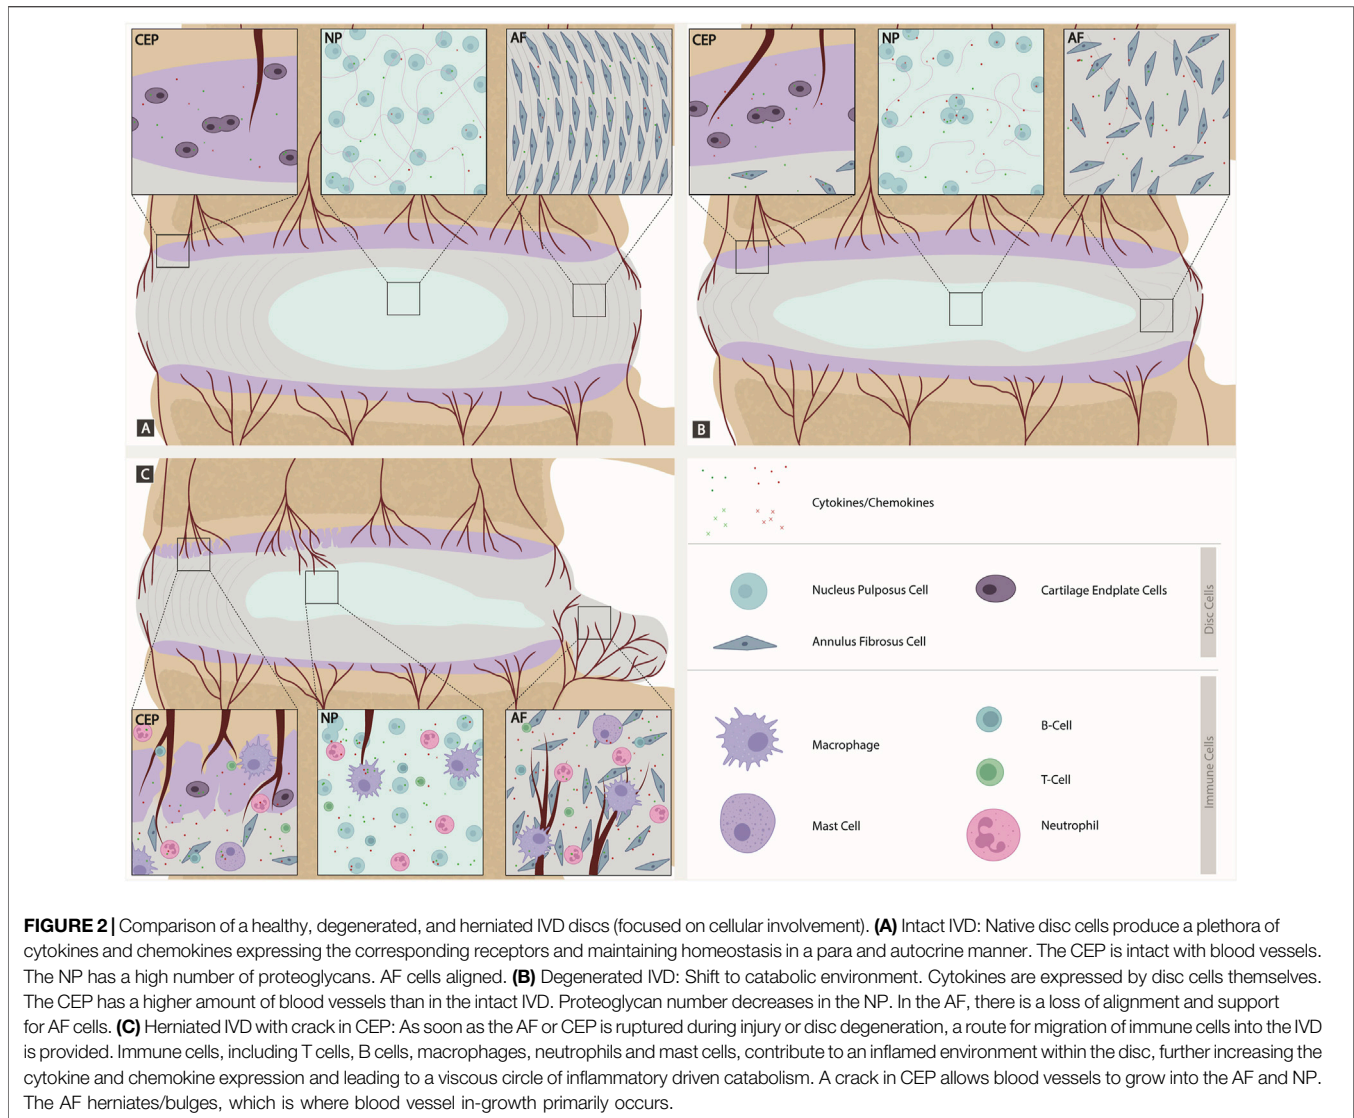 CEP
NP
AF
CEP
NP
AF
A
B
C
CEP
NP
AF
Cytokines/Chemokines
Nucleus Pulposus Cell
Cartilage Endplate Cells
Annulus Fibrosus Cell
Disc Cells
Macrophage
B-Cell
T-Cell
Mast Cell
Neutrophil
Immune Cells
FIGURE 2 | Comparison of a healthy, degenerated, and herniated IVD discs (focused on cellular involvement). (A) Intact IVD: Native disc cells produce a plethora of
cytokines and chemokines expressing the corresponding receptors and maintaining homeostasis in a para and autocrine manner. The CEP is intact with blood vessels.
The NP has a high number of proteoglycans. AF cells aligned. (B) Degenerated IVD: Shift to catabolic environment. Cytokines are expressed by disc cells themselves.
The CEP has a higher amount of blood vessels than in the intact IVD. Proteoglycan number decreases in the NP. In the AF, there is a loss of alignment and support
for AF cells. (C) Herniated IVD with crack in CEP: As soon as the AF or CEP is ruptured during injury or disc degeneration, a route for migration of immune cells into the IVD
is provided. Immune cells, including T cells, B cells, macrophages, neutrophils and mast cells, contribute to an inflamed environment within the disc, further increasing the
cytokine and chemokine expression and leading to a viscous circle of inflammatory driven catabolism. A crack in CEP allows blood vessels to grow into the AF and NP.
The AF herniates/bulges, which is where blood vessel in-growth primarily occurs.